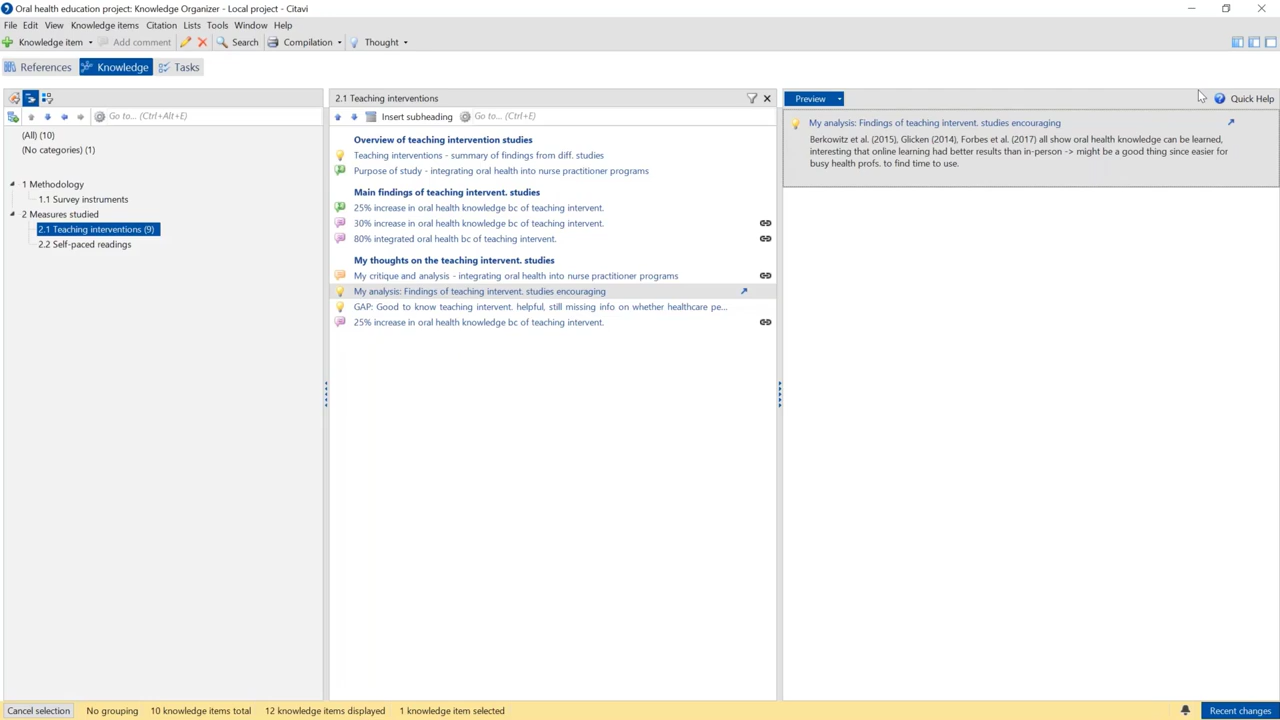 Oral health education project: Knowledge Organizer - Local project - Citavi
File Edit View Knowledge items Citation Lists Tools Window Help
Knowledge item Add comment Search Compilation Thought
References Knowledge Tasks
Go to... (Ctrl+Alt+E)
(All) (10)
(No categories) (1)
1 Methodology
1.1 Survey instruments
2 Measures studied
2.1 Teaching interventions (9)
2.2 Self-paced readings
2.1 Teaching interventions
Insert subheading Go to... (Ctrl+E)
Overview of teaching intervention studies
Teaching interventions - summary of findings from diff. studies
Purpose of study - integrating oral health into nurse practitioner programs
Main findings of teaching intervent. studies
25% increase in oral health knowledge bc of teaching intervent.
30% increase in oral health knowledge bc of teaching intervent.
80% integrated oral health bc of teaching intervent.
My thoughts on the teaching intervent. studies
My critique and analysis - integrating oral health into nurse practitioner programs
My analysis: Findings of teaching intervent. studies encouraging
GAP: Good to know teaching intervent. helpful, still missing info on whether healthcare pe...
25% increase in oral health knowledge bc of teaching intervent.
Preview Quick Help
My analysis: Findings of teaching intervent. studies encouraging
Berkowitz et al. (2015), Glicken (2014), Forbes et al. (2017) all show oral health knowledge can be learned,
interesting that online learning had better results than in-person -> might be a good thing since easier for
busy health profs. to find time to use.
Cancel selection No grouping 10 knowledge items total 12 knowledge items displayed 1 knowledge item selected Recent changes